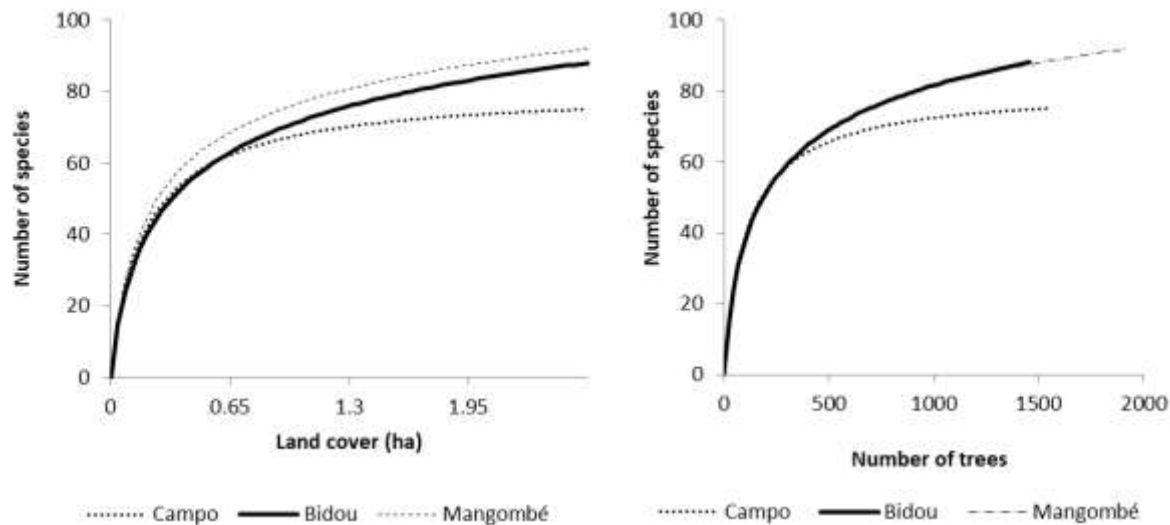 100
80
60
40
20
0
Number of species
0 0.65 1.3 1.95
Land cover (ha)
Campo Bidou Mangombé
100
80
60
40
20
0
Number of species
0 500 1000 1500 2000
Number of trees
Campo Bidou Mangombé